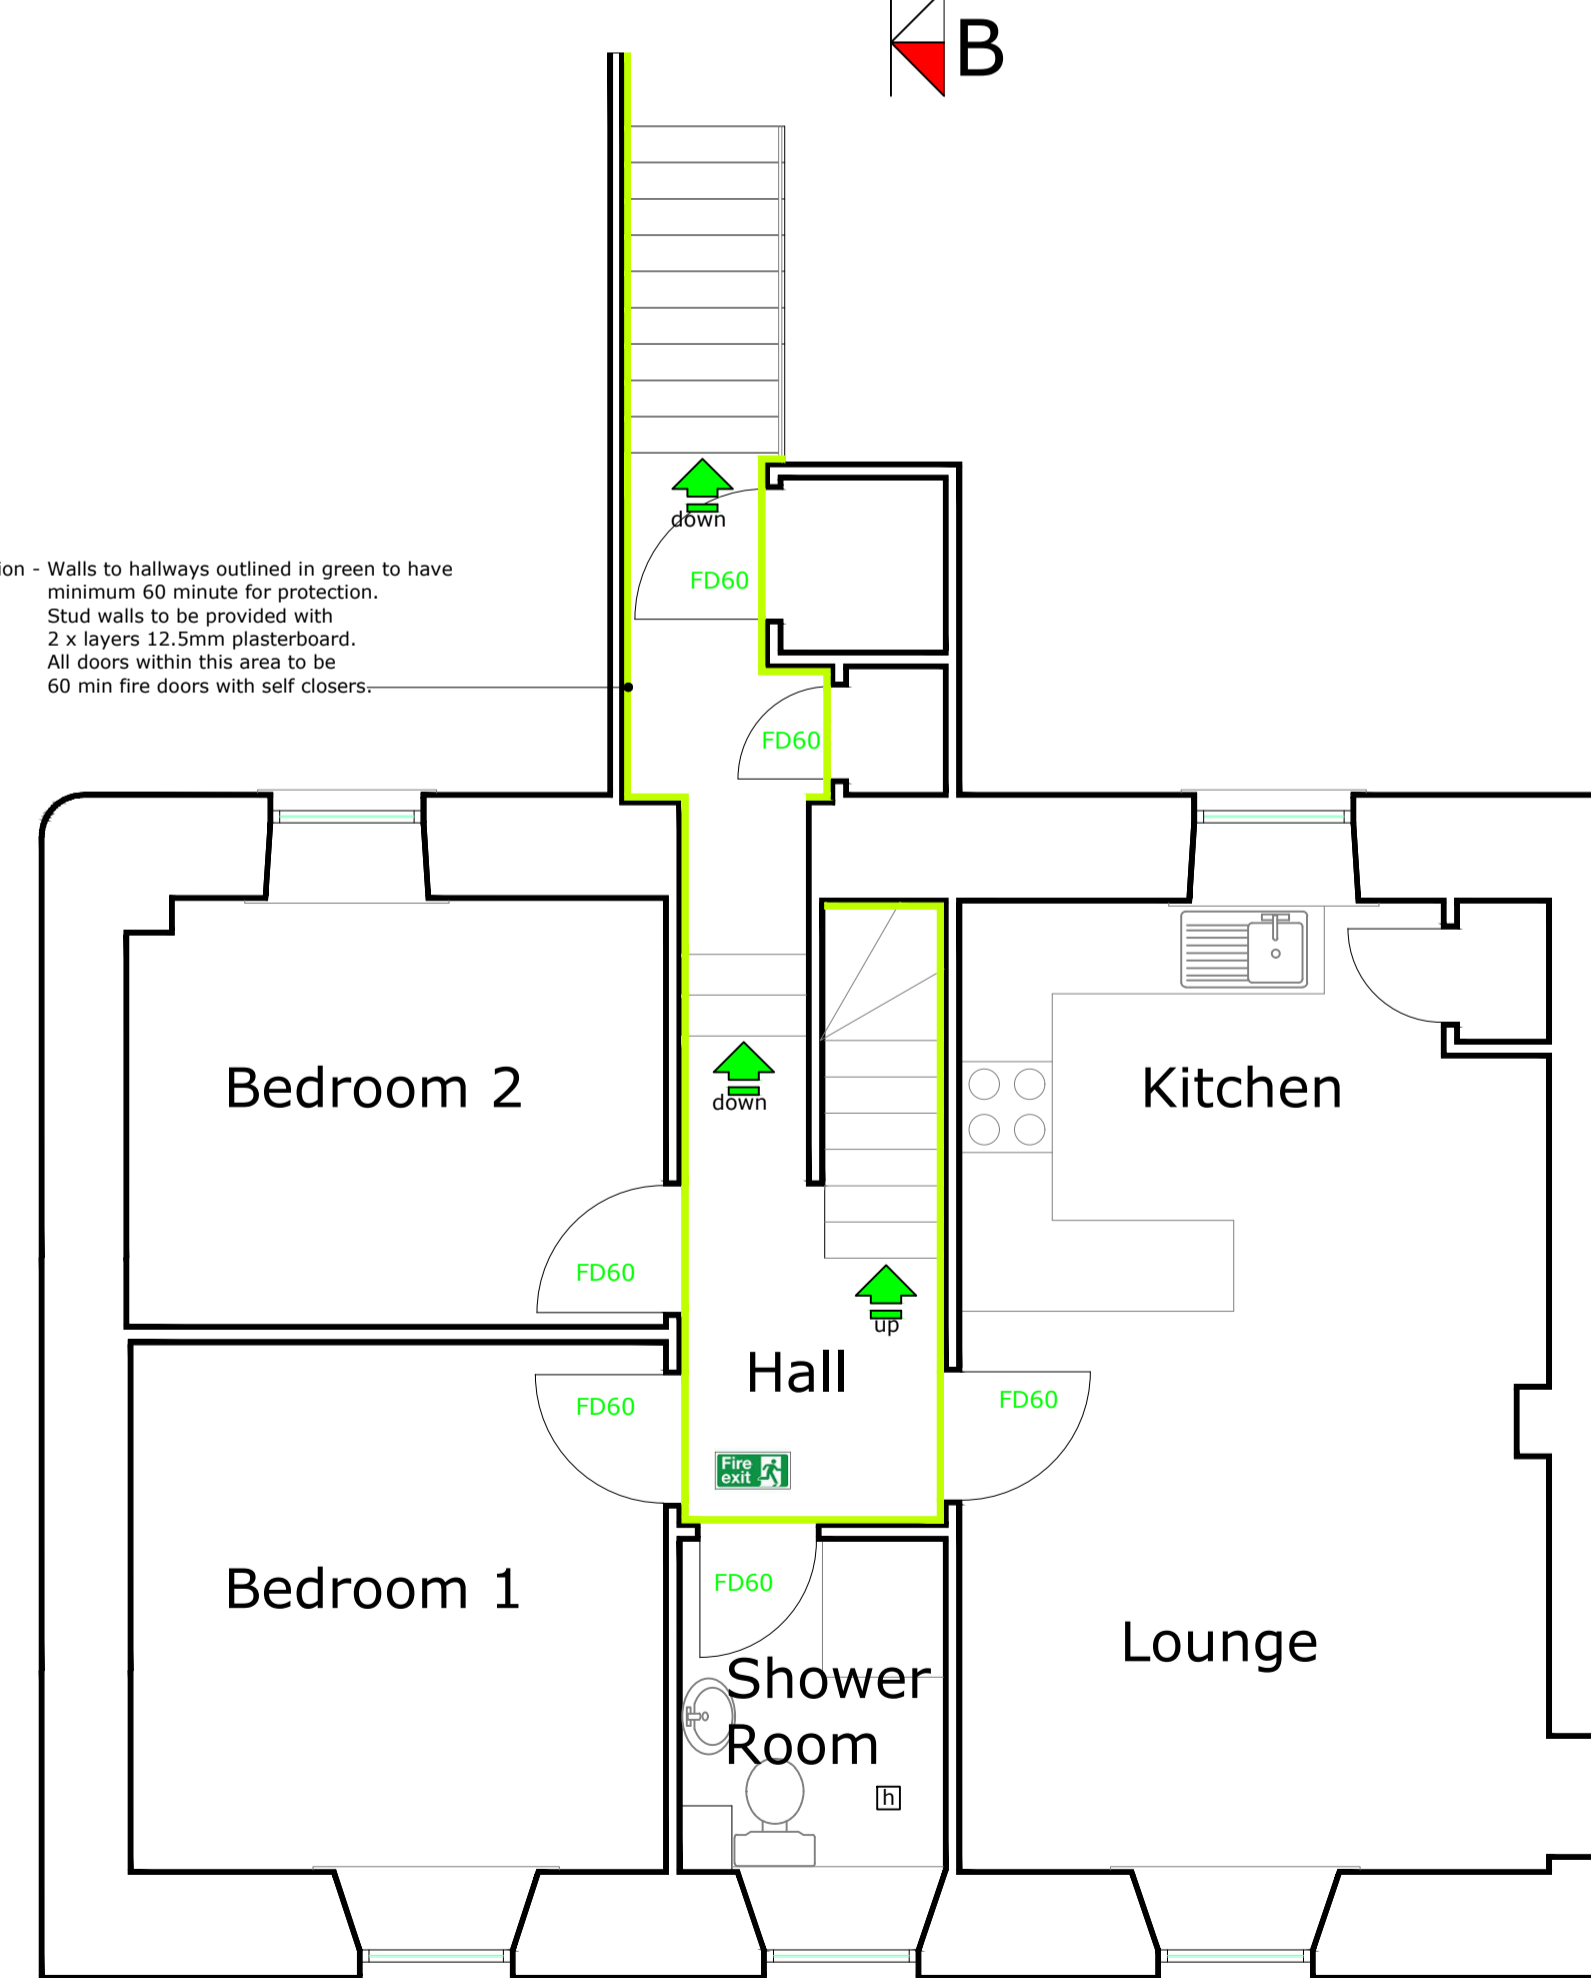 B
down
FD60
ion - Walls to hallways outlined in green to have
minimum 60 minute for protection.
Stud walls to be provided with
2 x layers 12.5mm plasterboard.
All doors within this area to be
60 min fire doors with self closers.
FD60
Bedroom 2
Kitchen
down
FD60
up
Hall
FD60
FD60
Fire
exit
Bedroom 1
FD60
Lounge
Shower
Room
h